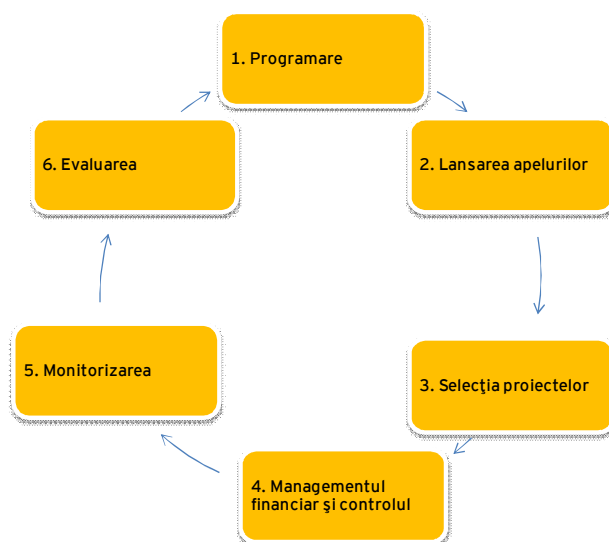 1. Programare
2. Lansarea apelurilor
3. Selecţia proiectelor
4. Managementul
financiar şi controlul
5. Monitorizarea
6. Evaluarea